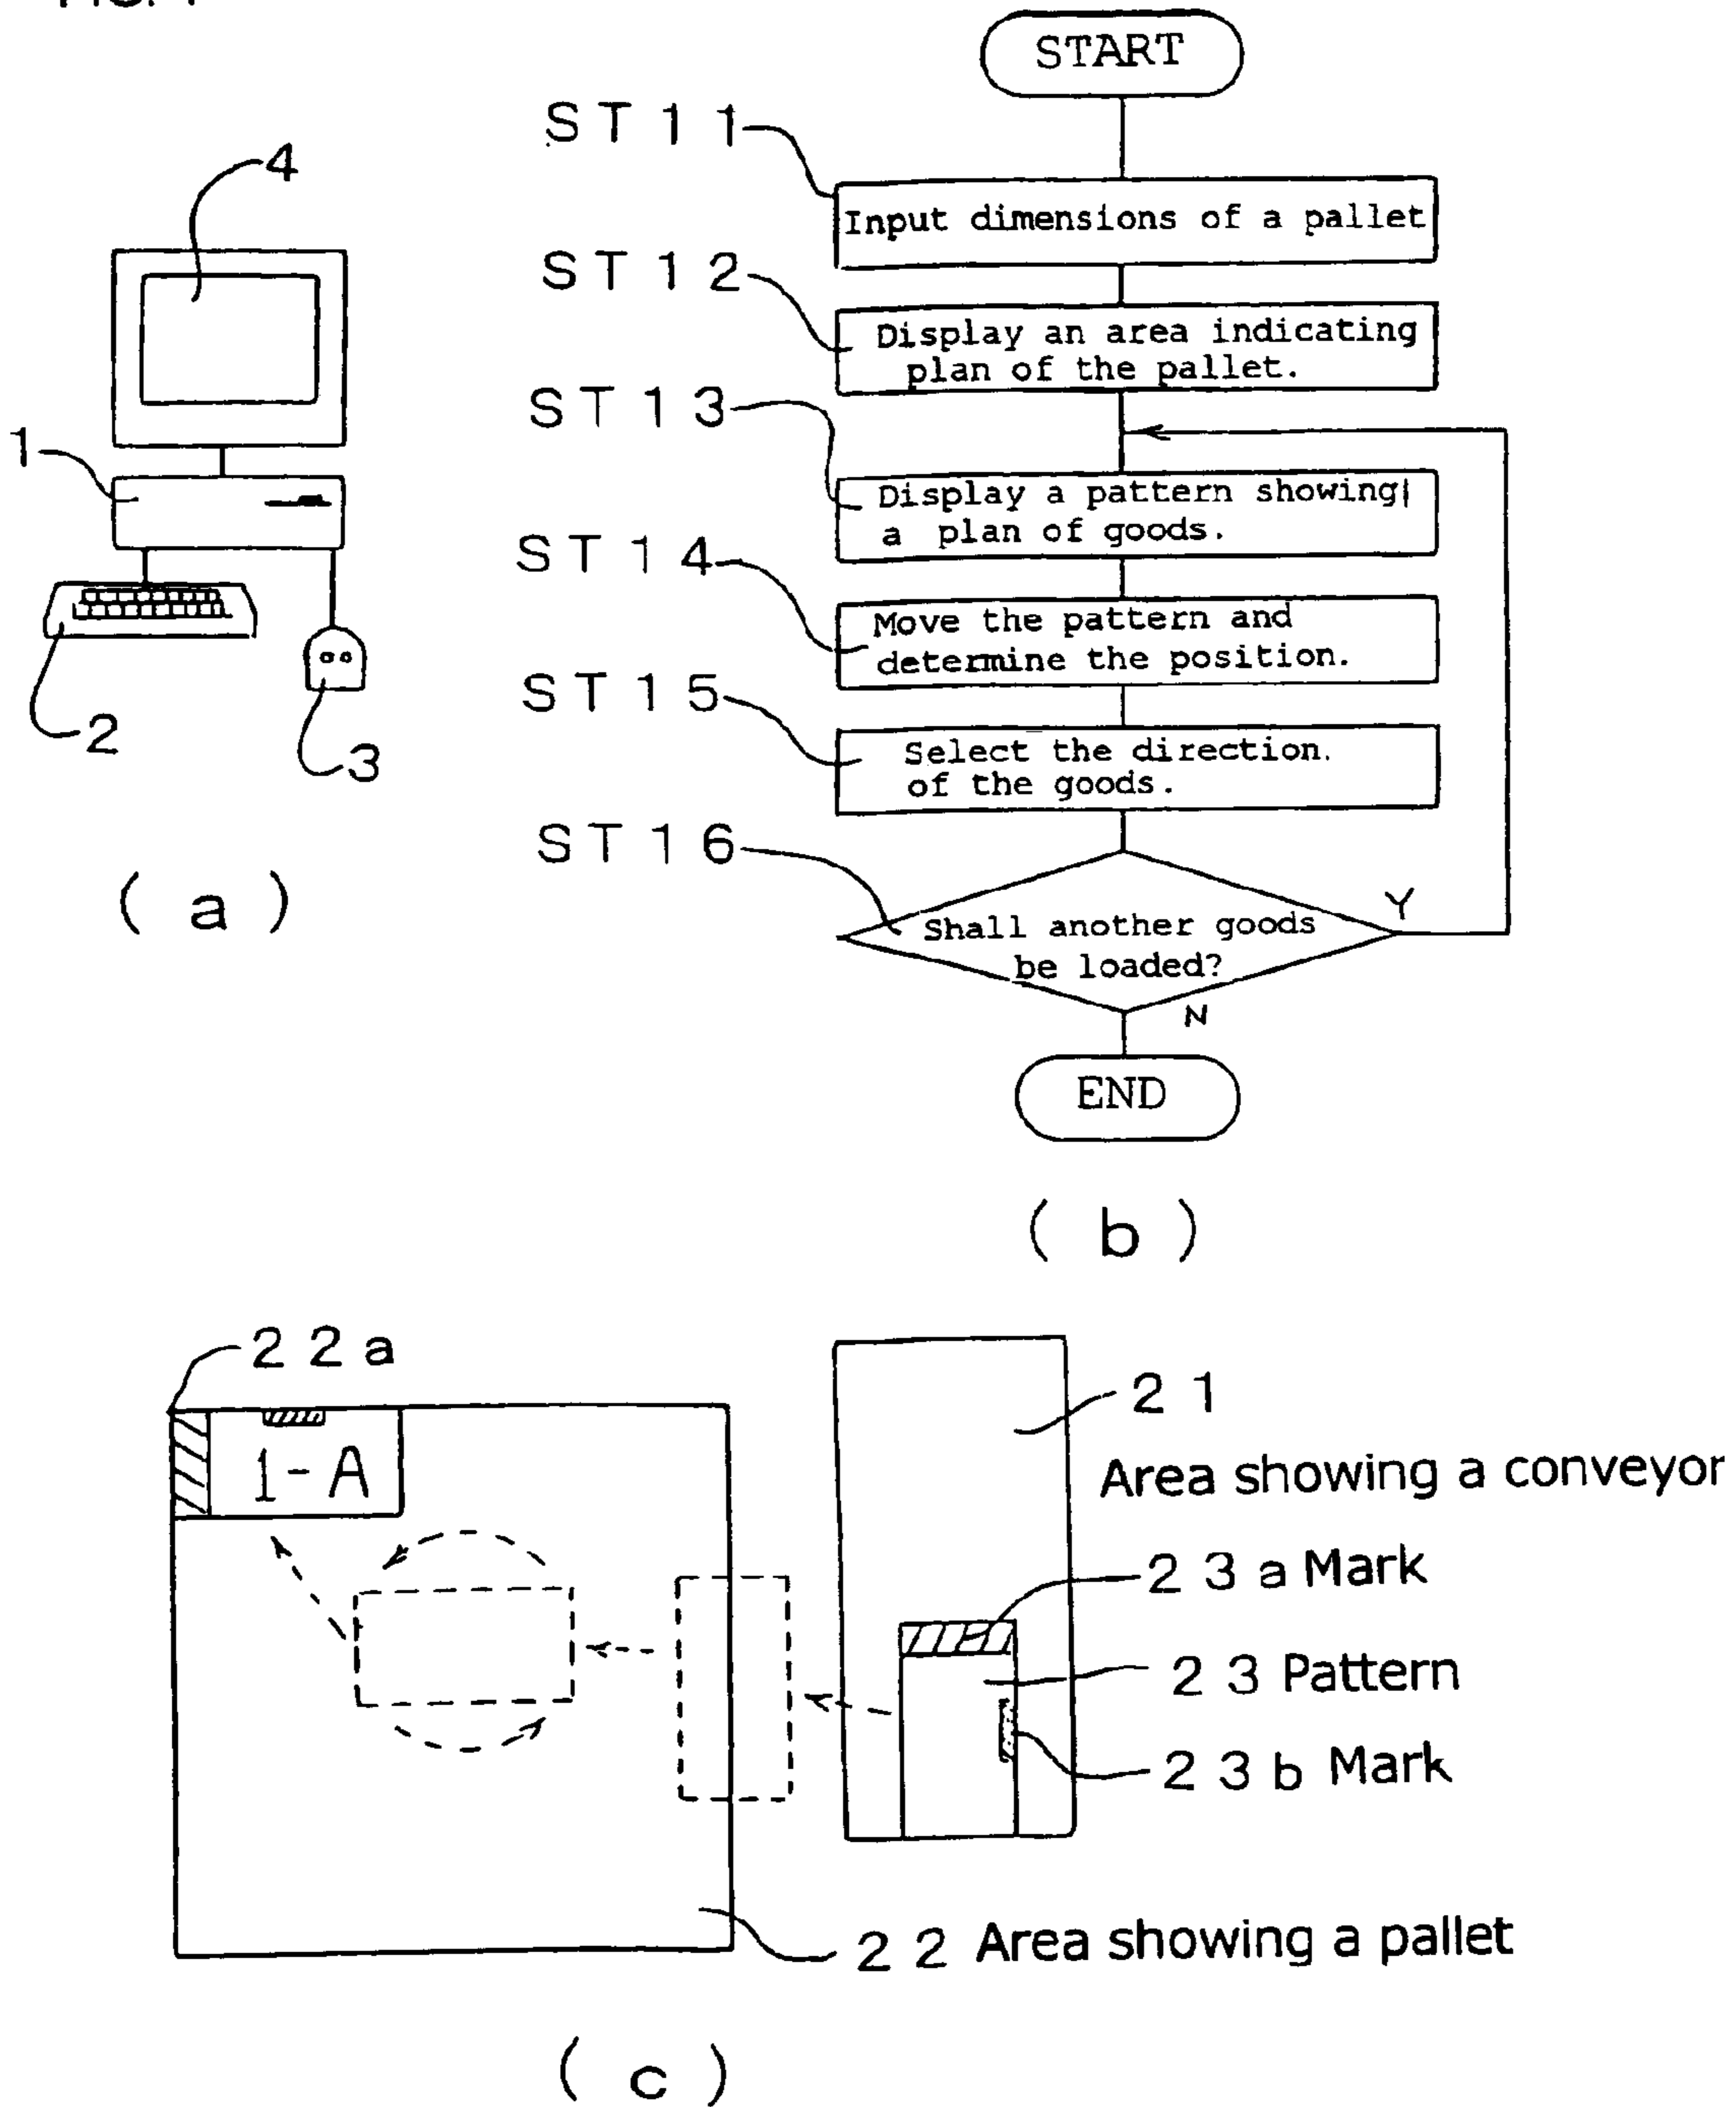 START
ST11
Input dimensions of a pallet
4
ST12
Display an area indicating
plan of the pallet.
ST13
1
Display a pattern showing
a plan of goods.
ST14
Move the pattern and
determine the position.
2
3
ST15
Select the direction.
of the goods.
ST16
Y
Shall another goods
be loaded?
N
END
(a)
(b)
22a
1-A
21
Area showing a conveyor
23a Mark
23 Pattern
23b Mark
22 Area showing a pallet
(c)